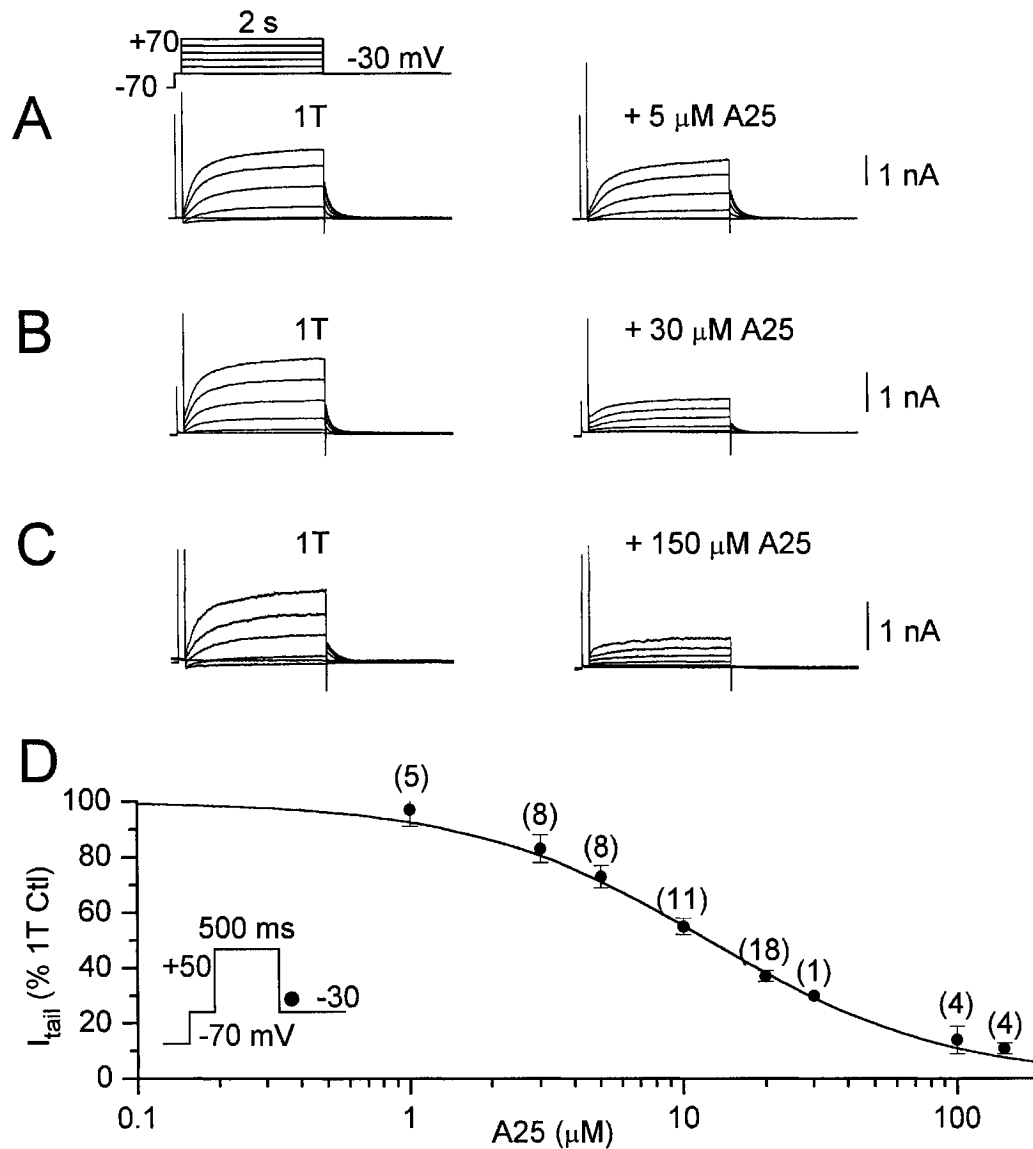 2 s
+70
-30 mV
-70
A
1T
+ 5 μM A25
1 nA
B
1T
+ 30 μM A25
1 nA
C
1T
+ 150 μM A25
1 nA
D
(5)
(8)
(8)
(11)
(18)
(1)
(4)
(4)
100
80
60
40
20
0
I_tail (% 1T Ctl)
500 ms
+50
-30
-70 mV
0.1
1
10
100
A25 (μM)